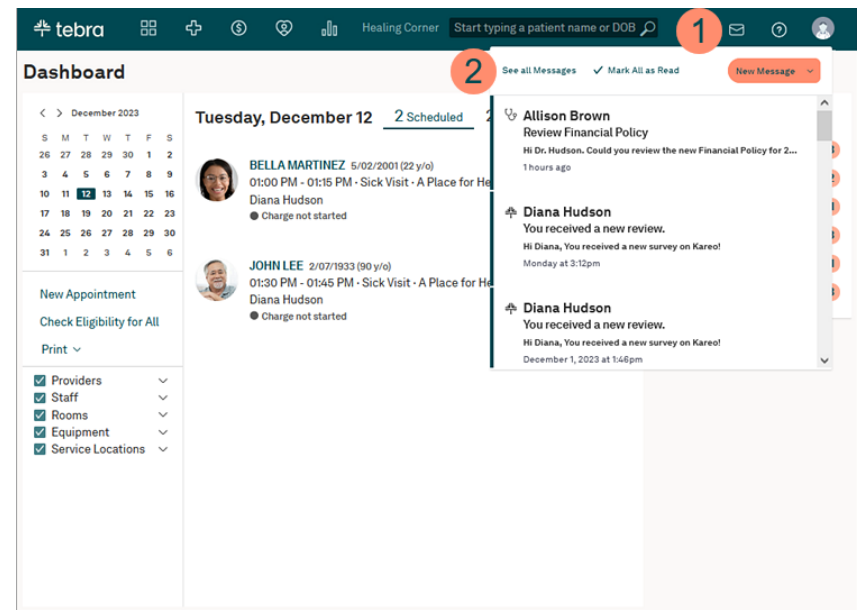 tebra
Healing Corner
Start typing a patient name or DOB
1
Dashboard
2
See all Messages
Mark All as Read
New Message
December 2023
S M T W T F S
26 27 28 29 30 1 2
3 4 5 6 7 8 9
10 11 12 13 14 15 16
17 18 19 20 21 22 23
24 25 26 27 28 29 30
31 1 2 3 4 5 6
New Appointment
Check Eligibility for All
Print
Providers
Staff
Rooms
Equipment
Service Locations
Tuesday, December 12
2 Scheduled
BELLA MARTINEZ 5/02/2001 (22 y/o)
01:00 PM - 01:15 PM · Sick Visit · A Place for He
Diana Hudson
Charge not started
JOHN LEE 2/07/1933 (90 y/o)
01:30 PM - 01:45 PM · Sick Visit · A Place for He
Diana Hudson
Charge not started
Allison Brown
Review Financial Policy
Hi Dr. Hudson. Could you review the new Financial Policy for 2...
1 hours ago
Diana Hudson
You received a new review.
Hi Diana, You received a new survey on Kareo!
Monday at 3:12pm
Diana Hudson
You received a new review.
Hi Diana, You received a new survey on Kareo!
December 1, 2023 at 1:46pm